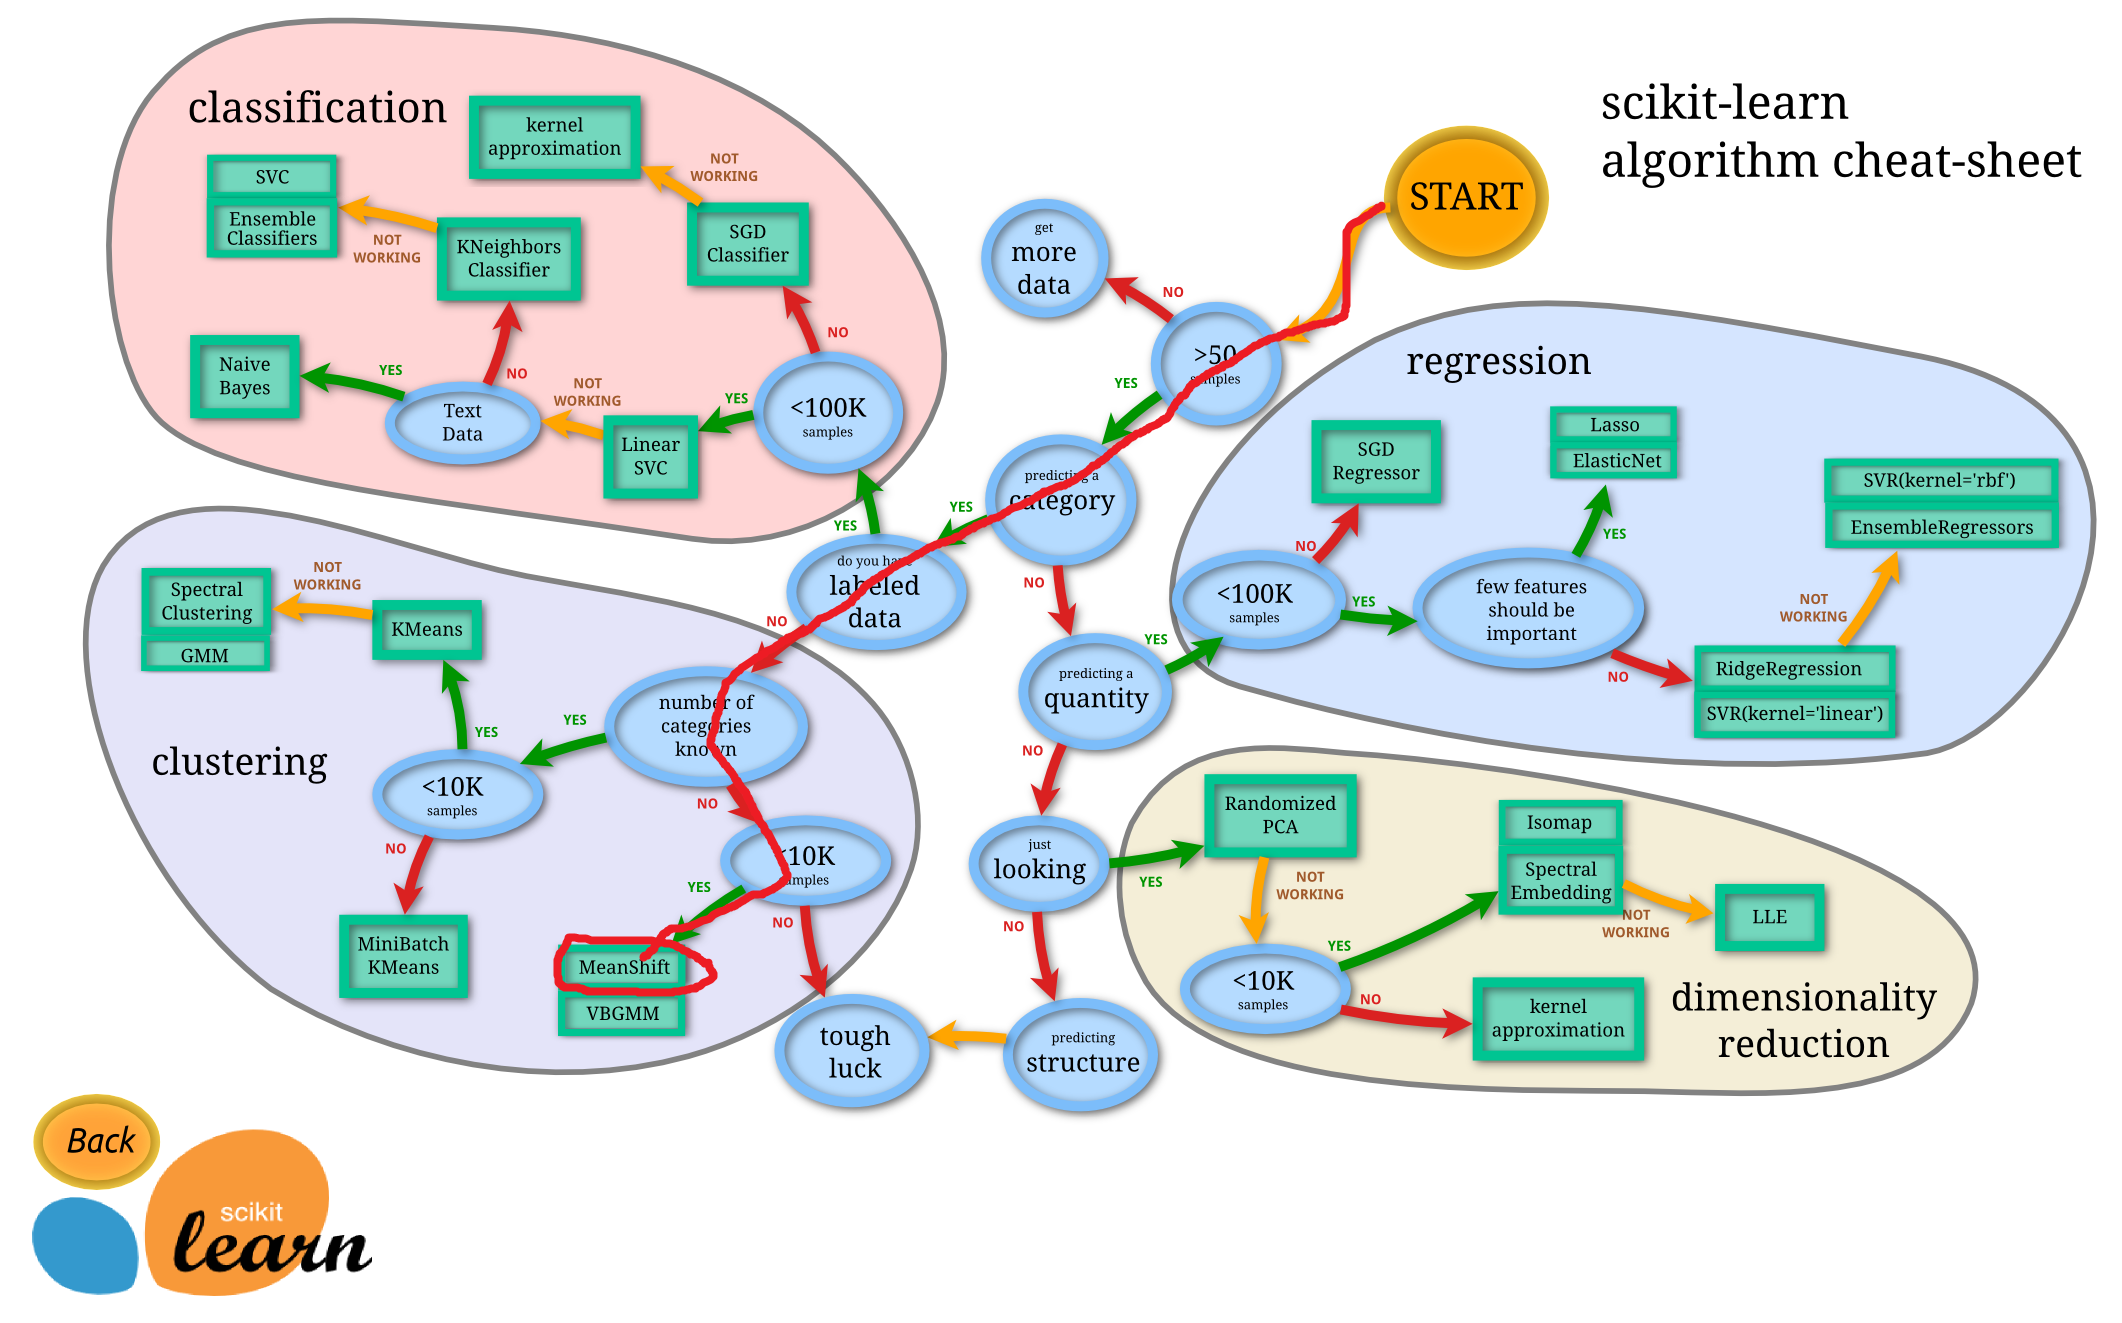 scikit-learn
algorithm cheat-sheet
START
get
more
data
NO
>50
samples
YES
predicting a
category
YES
NO
do you have
labeled
data
YES
NO
predicting a
quantity
YES
NO
just
looking
YES
NO
predicting
structure
tough
luck
classification
kernel
approximation
NOT
WORKING
SVC
Ensemble
Classifiers
NOT
WORKING
KNeighbors
Classifier
SGD
Classifier
NO
Naive
Bayes
YES
NO
Text
Data
NOT
WORKING
Linear
SVC
YES
<100K
samples
regression
SGD
Regressor
NO
Lasso
ElasticNet
YES
SVR(kernel='rbf')
EnsembleRegressors
<100K
samples
YES
few features
should be
important
NOT
WORKING
NO
RidgeRegression
SVR(kernel='linear')
clustering
Spectral
Clustering
GMM
NOT
WORKING
KMeans
YES
number of
categories
known
YES
NO
<10K
samples
NO
MiniBatch
KMeans
<10K
samples
YES
NO
MeanShift
VBGMM
Randomized
PCA
NOT
WORKING
Isomap
Spectral
Embedding
NOT
WORKING
LLE
<10K
samples
YES
NO
kernel
approximation
dimensionality
reduction
Back
scikit
learn